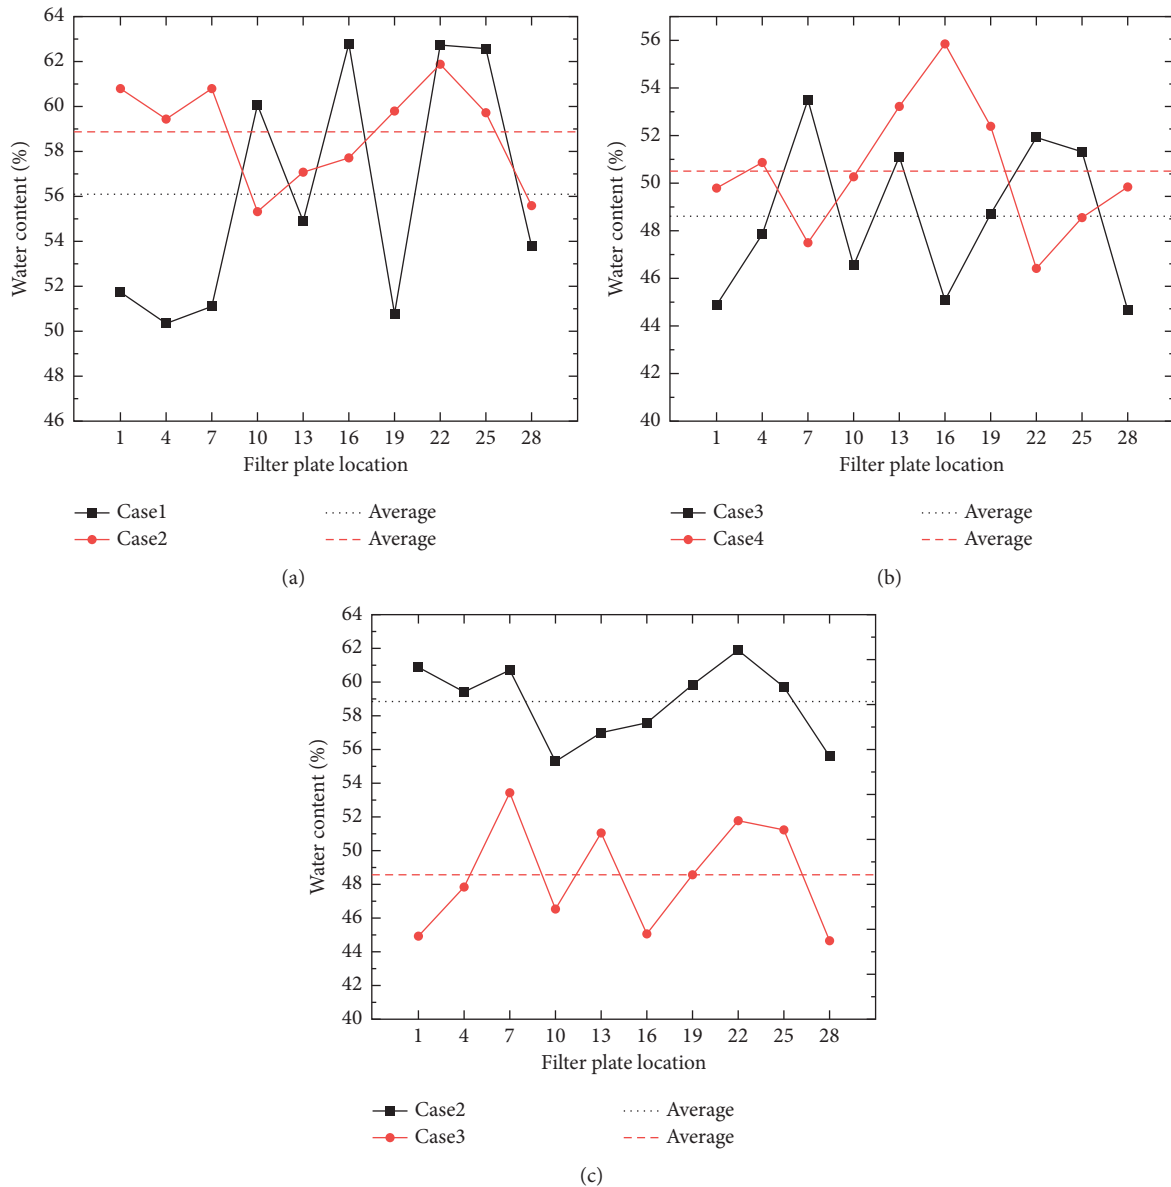 64
62
60
58
56
54
52
50
48
46
Water content (%)
1 4 7 10 13 16 19 22 25 28
Filter plate location
Case1 Average
Case2 Average
(a)
56
54
52
50
48
46
44
42
40
Water content (%)
1 4 7 10 13 16 19 22 25 28
Filter plate location
Case3 Average
Case4 Average
(b)
64
62
60
58
56
54
52
50
48
46
44
42
40
Water content (%)
1 4 7 10 13 16 19 22 25 28
Filter plate location
Case2 Average
Case3 Average
(c)